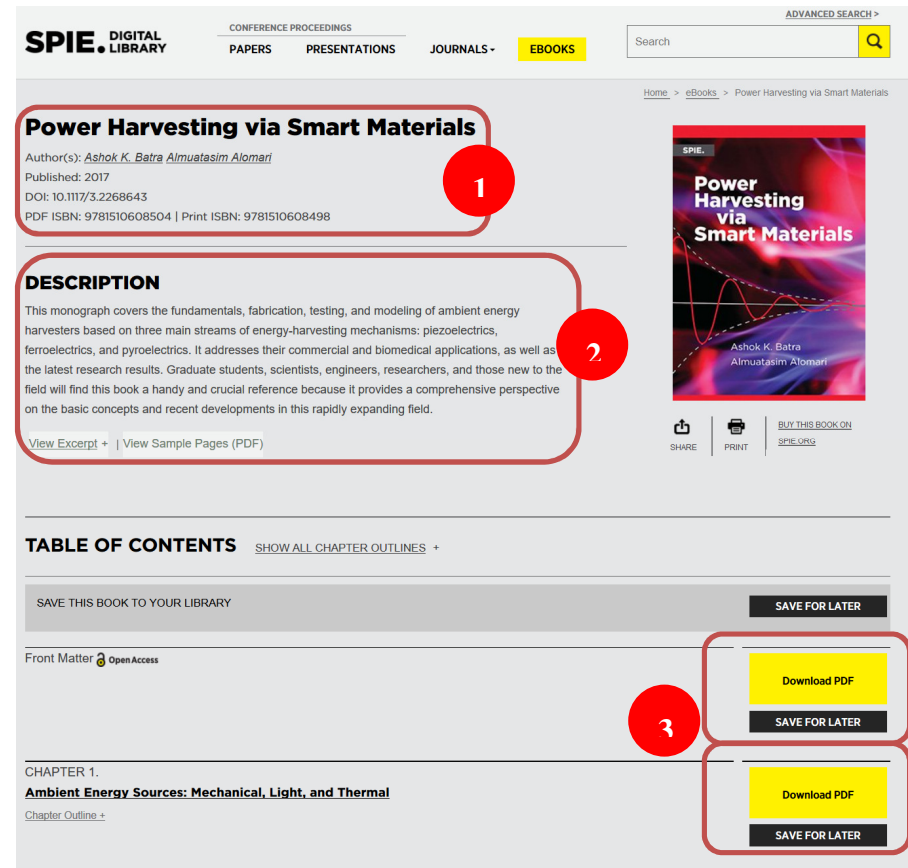 ADVANCED SEARCH >
CONFERENCE PROCEEDINGS
SPIE. DIGITAL LIBRARY
PAPERS PRESENTATIONS JOURNALS EBOOKS
Search
Home > eBooks > Power Harvesting via Smart Materials
Power Harvesting via Smart Materials
Author(s): Ashok K. Batra Almuatasim Alomari
Published: 2017
DOI: 10.1117/3.2268643
PDF ISBN: 9781510608504 | Print ISBN: 9781510608498
1
SPIE.
Power
Harvesting
via
Smart Materials
Ashok K. Batra
Almuatasim Alomari
DESCRIPTION
This monograph covers the fundamentals, fabrication, testing, and modeling of ambient energy
harvesters based on three main streams of energy-harvesting mechanisms: piezoelectrics,
ferroelectrics, and pyroelectrics. It addresses their commercial and biomedical applications, as well as
the latest research results. Graduate students, scientists, engineers, researchers, and those new to the
field will find this book a handy and crucial reference because it provides a comprehensive perspective
on the basic concepts and recent developments in this rapidly expanding field.
2
View Excerpt + | View Sample Pages (PDF)
SHARE
PRINT
BUY THIS BOOK ON
SPIE.ORG
TABLE OF CONTENTS SHOW ALL CHAPTER OUTLINES +
SAVE THIS BOOK TO YOUR LIBRARY
SAVE FOR LATER
Front Matter Open Access
Download PDF
SAVE FOR LATER
3
CHAPTER 1.
Ambient Energy Sources: Mechanical, Light, and Thermal
Chapter Outline +
Download PDF
SAVE FOR LATER